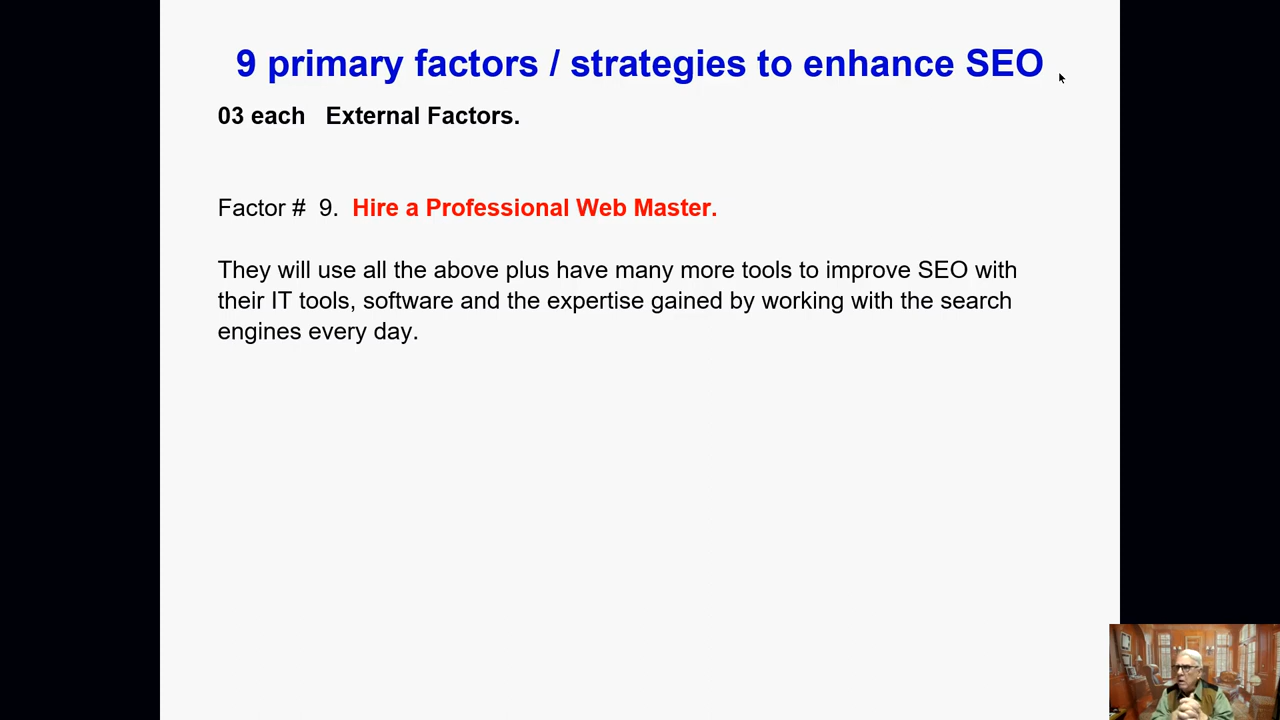 9 primary factors / strategies to enhance SEO
03 each   External Factors.
Factor #  9.  Hire a Professional Web Master.
They will use all the above plus have many more tools to improve SEO with
their IT tools, software and the expertise gained by working with the search
engines every day.